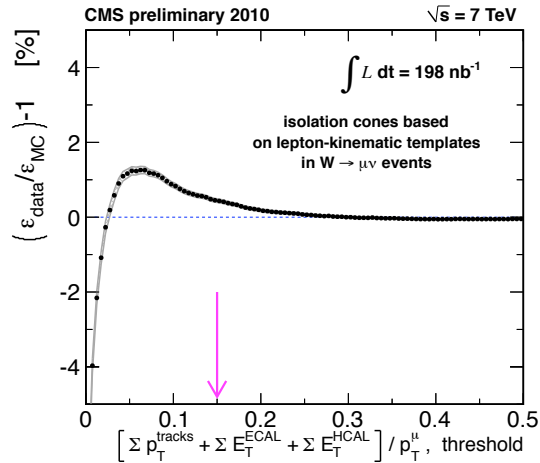 CMS preliminary 2010 √s = 7 TeV
∫ L dt = 198 nb⁻¹
isolation cones based
on lepton-kinematic templates
in W → μν events
(ε_data/ε_MC)-1 [%]
4
2
0
-2
-4
0 0.1 0.2 0.3 0.4 0.5
[Σ p_T^tracks + Σ E_T^ECAL + Σ E_T^HCAL] / p_T^μ, threshold